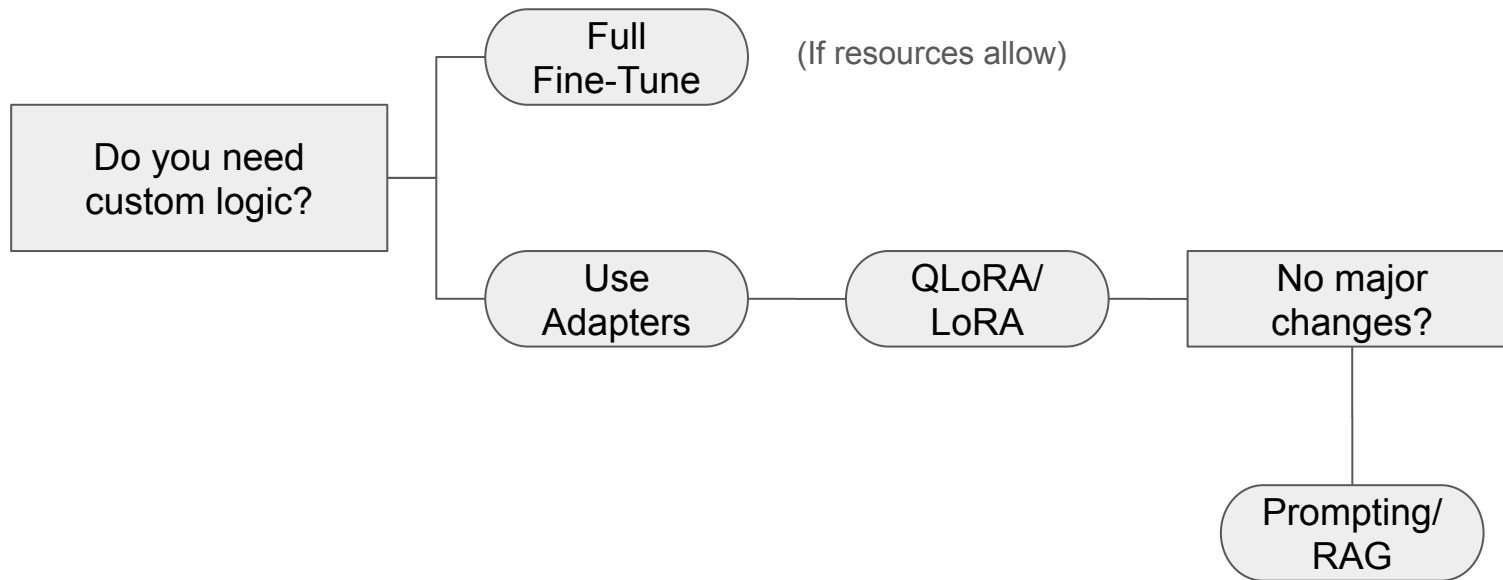 Full
Fine-Tune
(If resources allow)
Do you need
custom logic?
Use
Adapters
QLoRA/
LoRA
No major
changes?
Prompting/
RAG